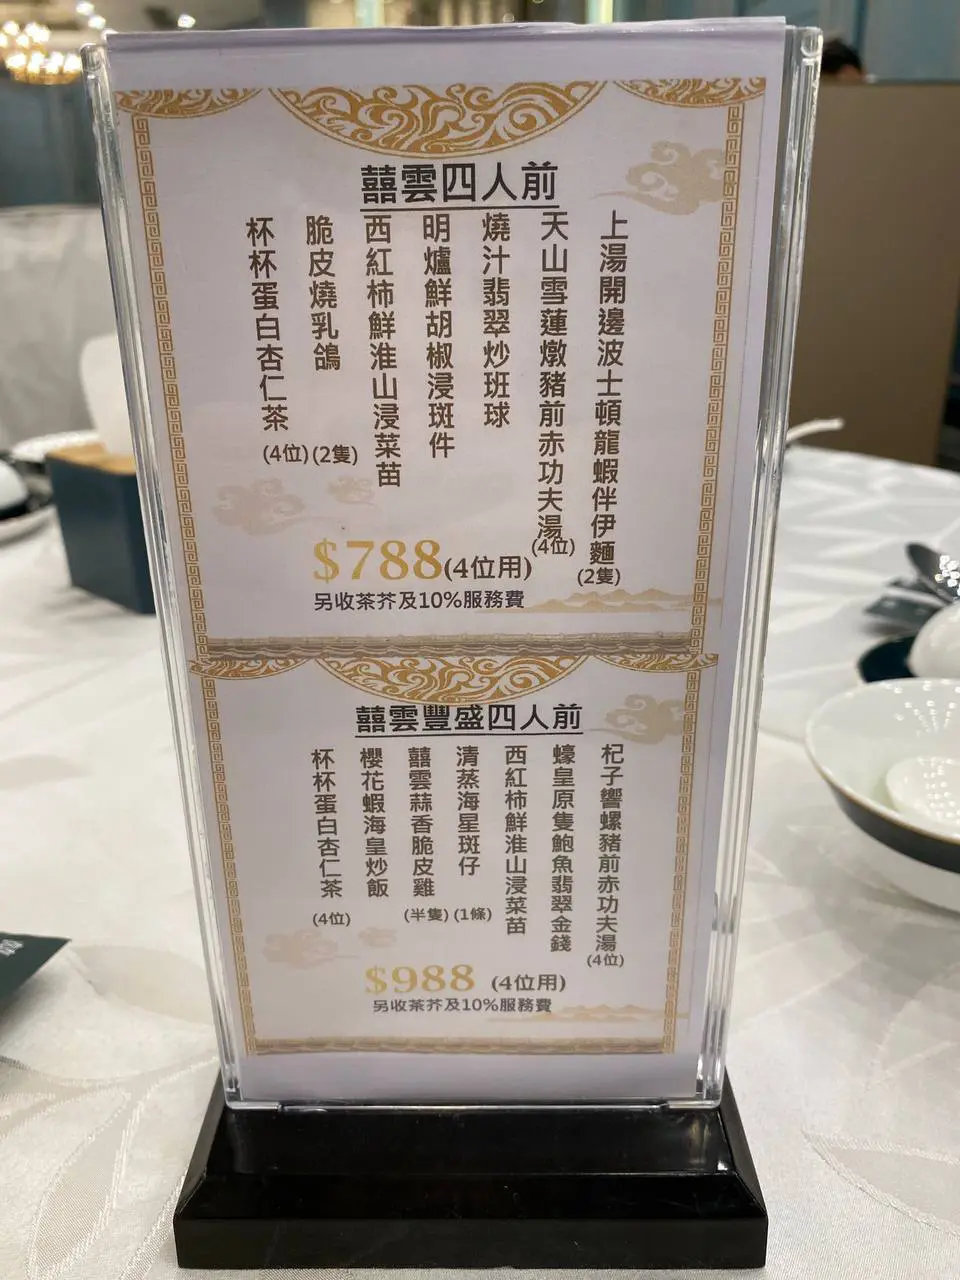 囍雲四人前
上湯開邊波士頓龍蝦伴伊麵
(2隻)
天山雪蓮燉豬前赤功夫湯
(4位)
燒汁翡翠炒班球
明爐鮮胡椒浸斑件
西紅柿鮮淮山浸菜苗
脆皮燒乳鴿
(2隻)
杯杯蛋白杏仁茶
(4位)
$788(4位用)
另收茶芥及10%服務費
囍雲豐盛四人前
杞子響螺豬前赤功夫湯
(4位)
蠔皇原隻鮑魚翡翠金錢
西紅柿鮮淮山浸菜苗
清蒸海星斑仔
(1條)
囍雲蒜香脆皮雞
(半隻)
櫻花蝦海皇炒飯
杯杯蛋白杏仁茶
(4位)
$988 (4位用)
另收茶芥及10%服務費